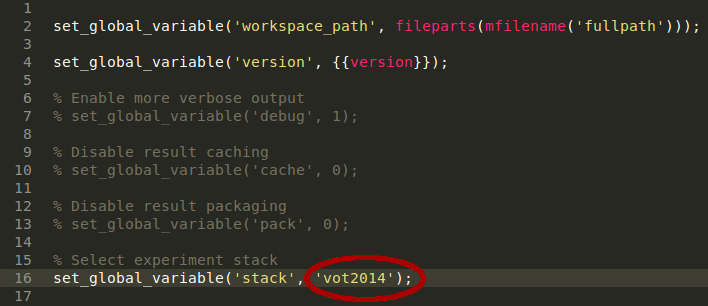 1
2 set_global_variable('workspace_path', fileparts(mfilename('fullpath')));
3
4 set_global_variable('version', {{version}});
5
6 % Enable more verbose output
7 % set_global_variable('debug', 1);
8
9 % Disable result caching
10 % set_global_variable('cache', 0);
11
12 % Disable result packaging
13 % set_global_variable('pack', 0);
14
15 % Select experiment stack
16 set_global_variable('stack', 'vot2014');
17